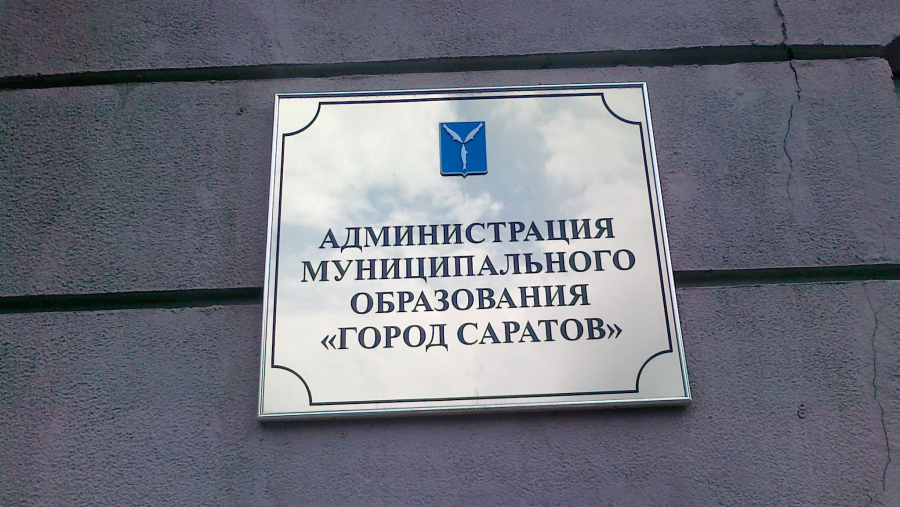 АДМИНИСТРАЦИЯ
МУНИЦИПАЛЬНОГО
ОБРАЗОВАНИЯ
«ГОРОД САРАТОВ»